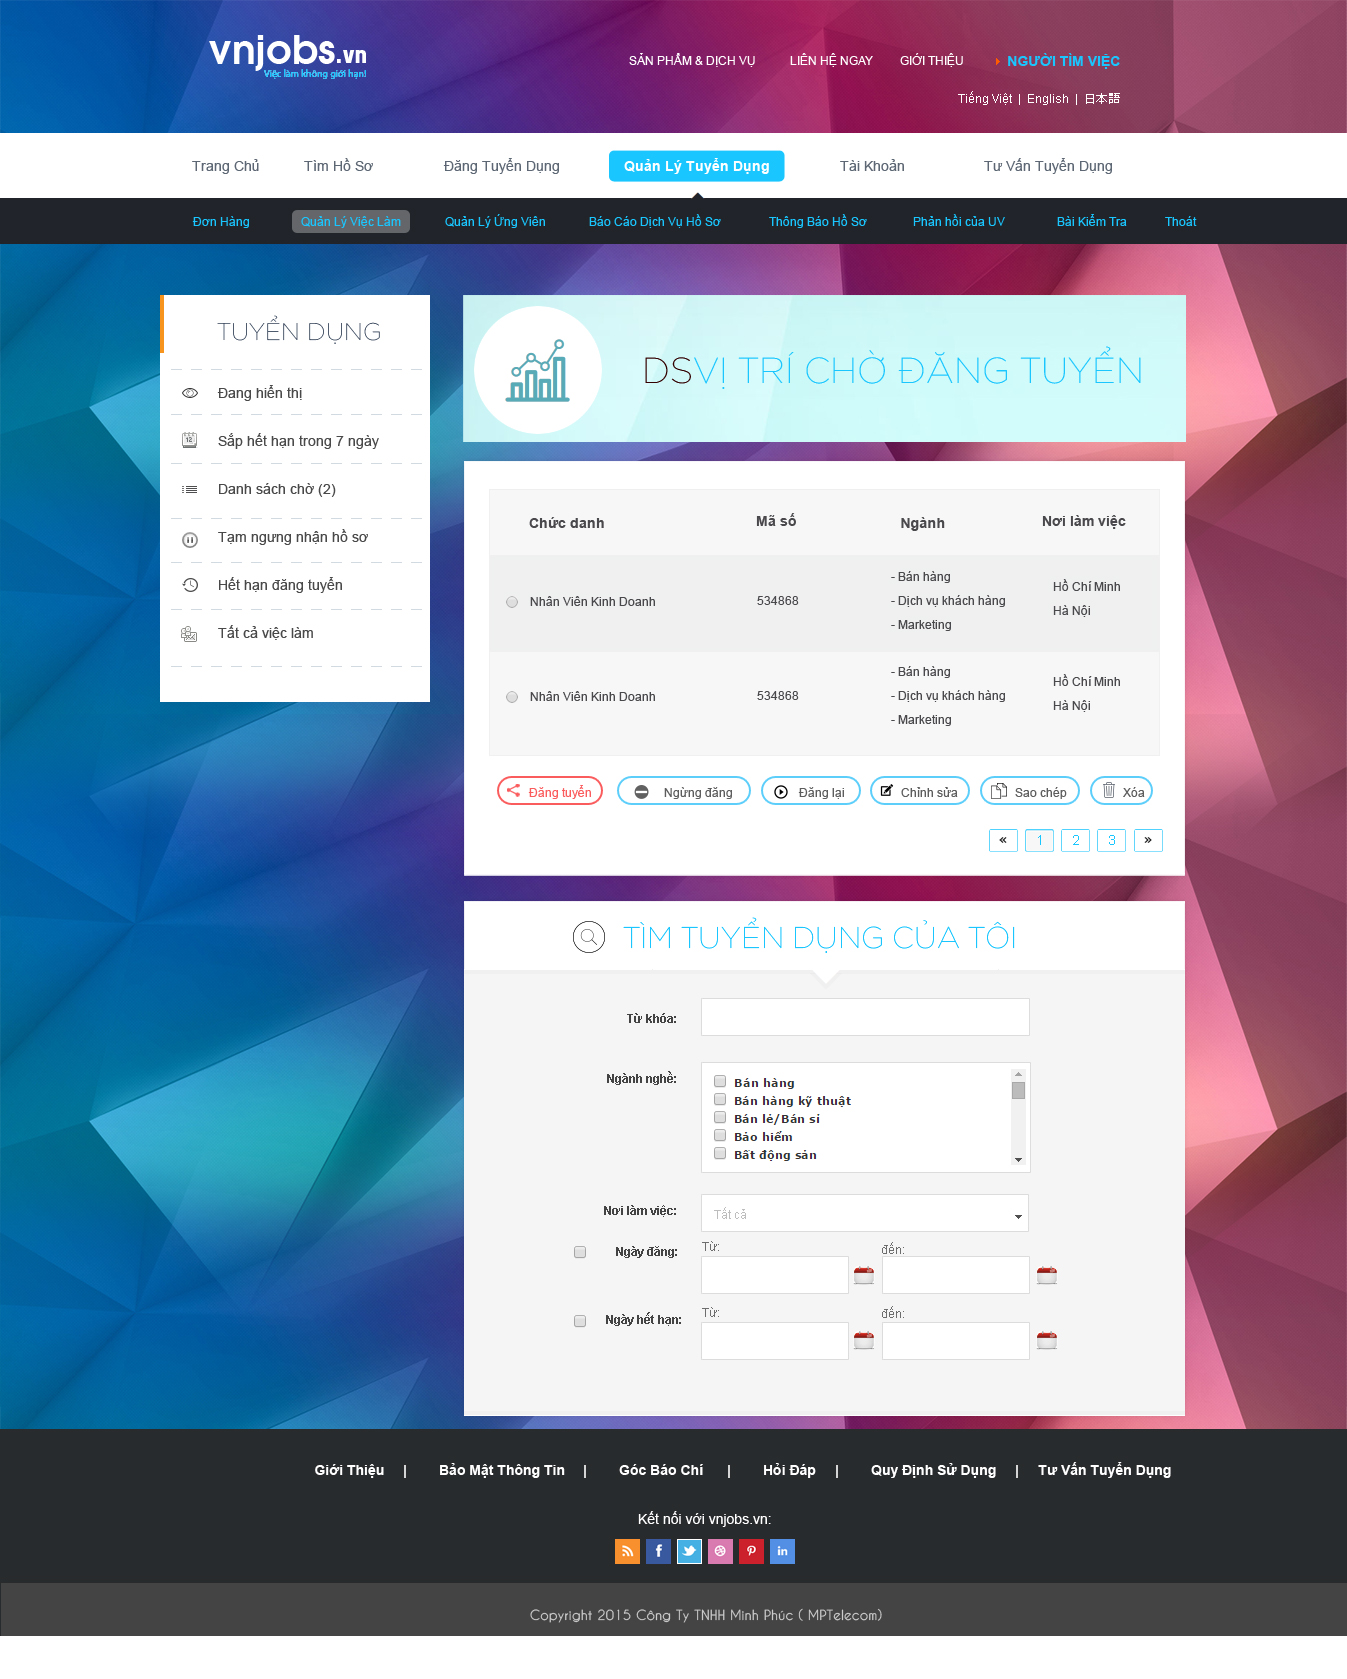 vnjobs.vn
Việc làm không giới hạn!
SẢN PHẨM & DỊCH VỤ LIÊN HỆ NGAY GIỚI THIỆU NGƯỜI TÌM VIỆC
Tiếng Việt | English | 日本語
Trang Chủ Tìm Hồ Sơ Đăng Tuyển Dụng Quản Lý Tuyển Dụng Tài Khoản Tư Vấn Tuyển Dụng
Đơn Hàng Quản Lý Việc Làm Quản Lý Ứng Viên Báo Cáo Dịch Vụ Hồ Sơ Thông Báo Hồ Sơ Phản hồi của UV Bài Kiểm Tra Thoát
TUYỂN DỤNG
Đang hiển thị
12
Sắp hết hạn trong 7 ngày
Danh sách chờ (2)
Tạm ngưng nhận hồ sơ
Hết hạn đăng tuyển
Tất cả việc làm
DSVỊ TRÍ CHỜ ĐĂNG TUYỂN
Chức danh Mã số Ngành Nơi làm việc
Nhân Viên Kinh Doanh 534868
- Bán hàng
- Dịch vụ khách hàng
- Marketing
Hồ Chí Minh
Hà Nội
Nhân Viên Kinh Doanh 534868
- Bán hàng
- Dịch vụ khách hàng
- Marketing
Hồ Chí Minh
Hà Nội
Đăng tuyển Ngừng đăng Đăng lại Chỉnh sửa Sao chép Xóa
« 1 2 3 »
TÌM TUYỂN DỤNG CỦA TÔI
Từ khóa:
Ngành nghề:
Bán hàng
Bán hàng kỹ thuật
Bán lẻ/Bán sỉ
Bảo hiểm
Bất động sản
Nơi làm việc: Tất cả
Ngày đăng: Từ: đến:
Ngày hết hạn: Từ: đến:
Giới Thiệu | Bảo Mật Thông Tin | Góc Báo Chí | Hỏi Đáp | Quy Định Sử Dụng | Tư Vấn Tuyển Dụng
Kết nối với vnjobs.vn:
Copyright 2015 Công Ty TNHH Minh Phúc ( MPTelecom)